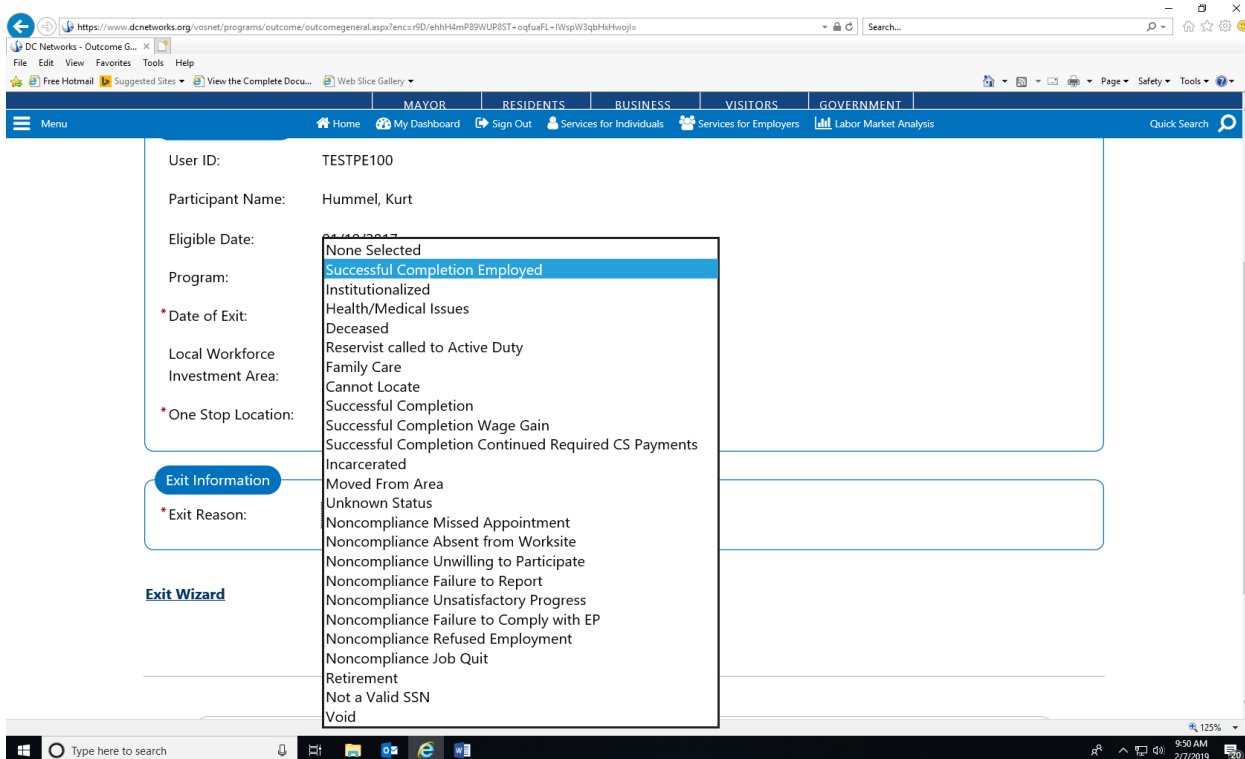 https://www.dcnetworks.org/vosnet/programs/outcome/outcomegeneral.aspx?enc=r9D/ehhH4mP89WUP8ST+oqfuaFL+IWspW3qbHxHwojI=
Search...
DC Networks - Outcome G...
File Edit View Favorites Tools Help
Free Hotmail Suggested Sites View the Complete Docu... Web Slice Gallery Page Safety Tools
MAYOR RESIDENTS BUSINESS VISITORS GOVERNMENT
Menu Home My Dashboard Sign Out Services for Individuals Services for Employers Labor Market Analysis Quick Search
User ID: TESTPE100
Participant Name: Hummel, Kurt
Eligible Date:
Program:
*Date of Exit:
Local Workforce
Investment Area:
*One Stop Location:
None Selected
Successful Completion Employed
Institutionalized
Health/Medical Issues
Deceased
Reservist called to Active Duty
Family Care
Cannot Locate
Successful Completion
Successful Completion Wage Gain
Successful Completion Continued Required CS Payments
Incarcerated
Moved From Area
Unknown Status
Noncompliance Missed Appointment
Noncompliance Absent from Worksite
Noncompliance Unwilling to Participate
Noncompliance Failure to Report
Noncompliance Unsatisfactory Progress
Noncompliance Failure to Comply with EP
Noncompliance Refused Employment
Noncompliance Job Quit
Retirement
Not a Valid SSN
Void
Exit Information
*Exit Reason:
Exit Wizard
125%
Type here to search
9:50 AM
2/7/2019
20